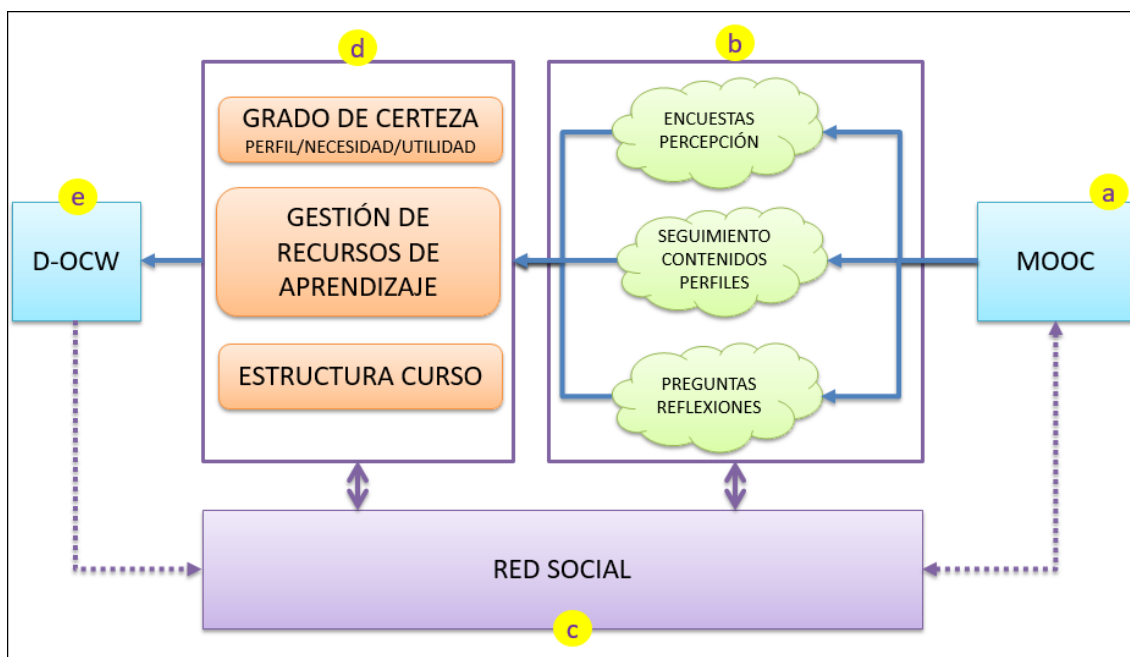 d
b
GRADO DE CERTEZA
PERFIL/NECESIDAD/UTILIDAD
ENCUESTAS
PERCEPCIÓN
e
a
D-OCW
GESTIÓN DE
RECURSOS DE
APRENDIZAJE
SEGUIMIENTO
CONTENIDOS
PERFILES
MOOC
ESTRUCTURA CURSO
PREGUNTAS
REFLEXIONES
RED SOCIAL
c